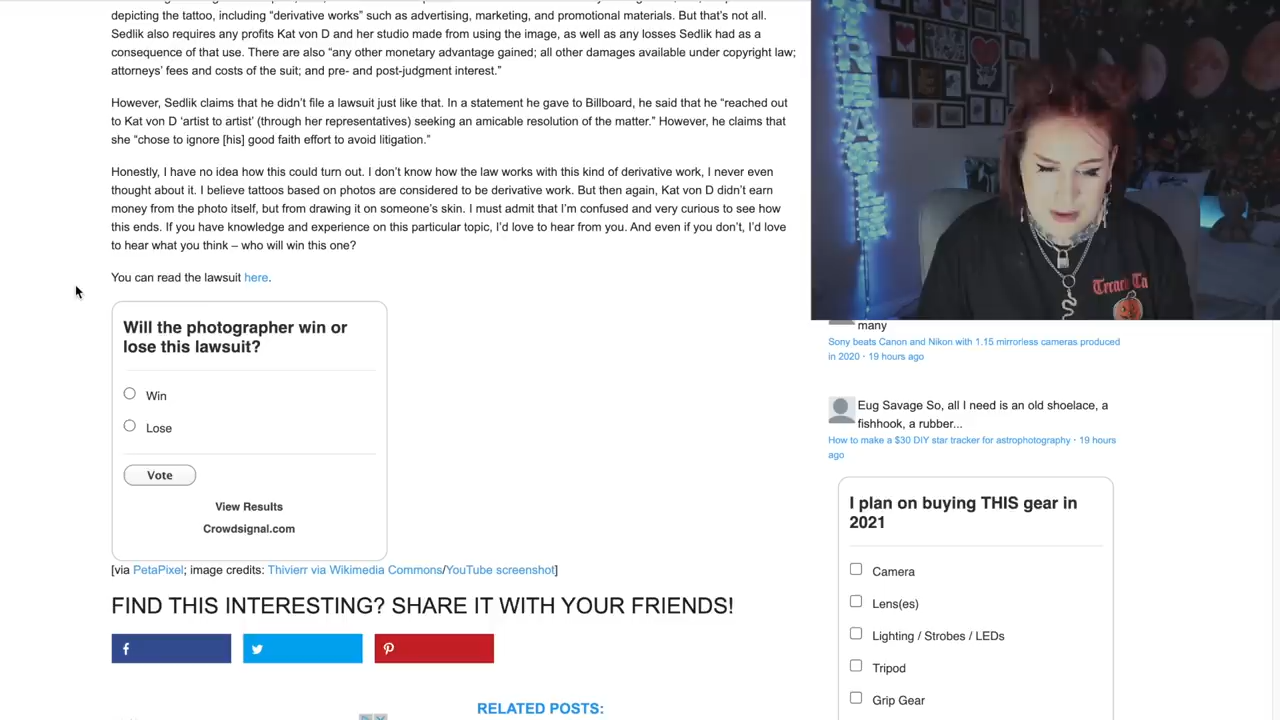 depicting the tattoo, including “derivative works” such as advertising, marketing, and promotional materials. But that’s not all.
Sedlik also requires any profits Kat von D and her studio made from using the image, as well as any losses Sedlik had as a
consequence of that use. There are also “any other monetary advantage gained; all other damages available under copyright law;
attorneys’ fees and costs of the suit; and pre- and post-judgment interest.”
However, Sedlik claims that he didn’t file a lawsuit just like that. In a statement he gave to Billboard, he said that he “reached out
to Kat von D ‘artist to artist’ (through her representatives) seeking an amicable resolution of the matter.” However, he claims that
she “chose to ignore [his] good faith effort to avoid litigation.”
Honestly, I have no idea how this could turn out. I don’t know how the law works with this kind of derivative work, I never even
thought about it. I believe tattoos based on photos are considered to be derivative work. But then again, Kat von D didn’t earn
money from the photo itself, but from drawing it on someone’s skin. I must admit that I’m confused and very curious to see how
this ends. If you have knowledge and experience on this particular topic, I’d love to hear from you. And even if you don’t, I’d love
to hear what you think – who will win this one?
You can read the lawsuit here.
Will the photographer win or
lose this lawsuit?
Win
Lose
Vote
View Results
Crowdsignal.com
[via PetaPixel; image credits: Thivierr via Wikimedia Commons/YouTube screenshot]
FIND THIS INTERESTING? SHARE IT WITH YOUR FRIENDS!
RELATED POSTS:
many
Sony beats Canon and Nikon with 1.15 mirrorless cameras produced
in 2020 · 19 hours ago
Eug Savage So, all I need is an old shoelace, a
fishhook, a rubber...
How to make a $30 DIY star tracker for astrophotography · 19 hours
ago
I plan on buying THIS gear in
2021
Camera
Lens(es)
Lighting / Strobes / LEDs
Tripod
Grip Gear